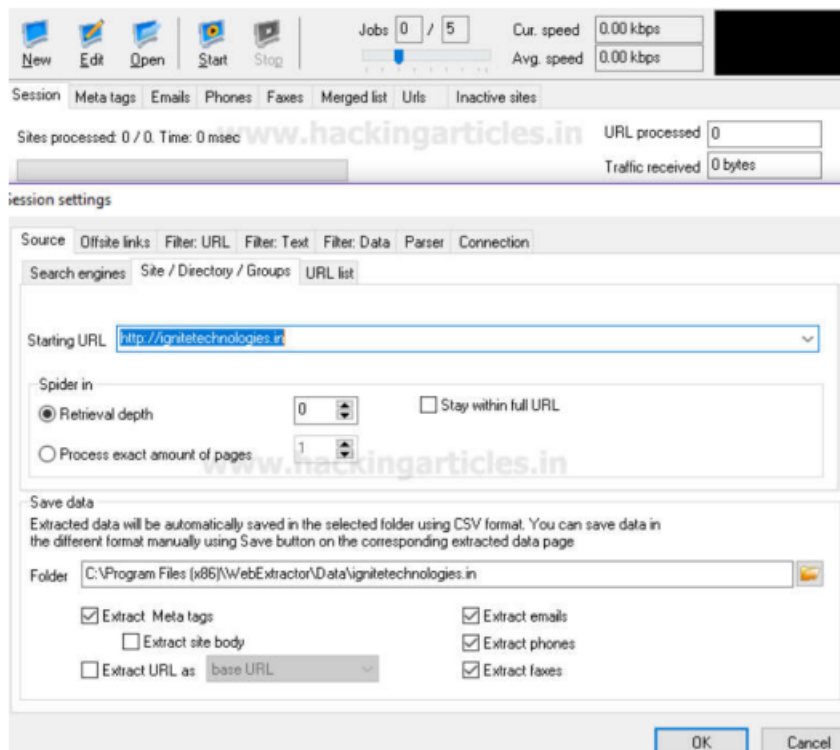 Jobs 0 / 5 Cur. speed 0.00 kbps
New Edit Open Start Stop Avg. speed 0.00 kbps
Session Meta tags Emails Phones Faxes Merged list Urls Inactive sites
www.hackingarticles.in
Sites processed: 0 / 0. Time: 0 msec URL processed 0
Traffic received 0 bytes
ession settings
Source Offsite links Filter: URL Filter: Text Filter: Data Parser Connection
Search engines Site / Directory / Groups URL list
Starting URL http://ignitetechnologies.in
Spider in
Retrieval depth 0 Stay within full URL
Process exact amount of pages 1
www.hackingarticles.in
Save data
Extracted data will be automatically saved in the selected folder using CSV format. You can save data in
the different format manually using Save button on the corresponding extracted data page
Folder C:\Program Files (x86)\WebExtractor\Data\ignitetechnologies.in
Extract Meta tags Extract emails
Extract site body Extract phones
Extract URL as base URL Extract faxes
OK Cancel